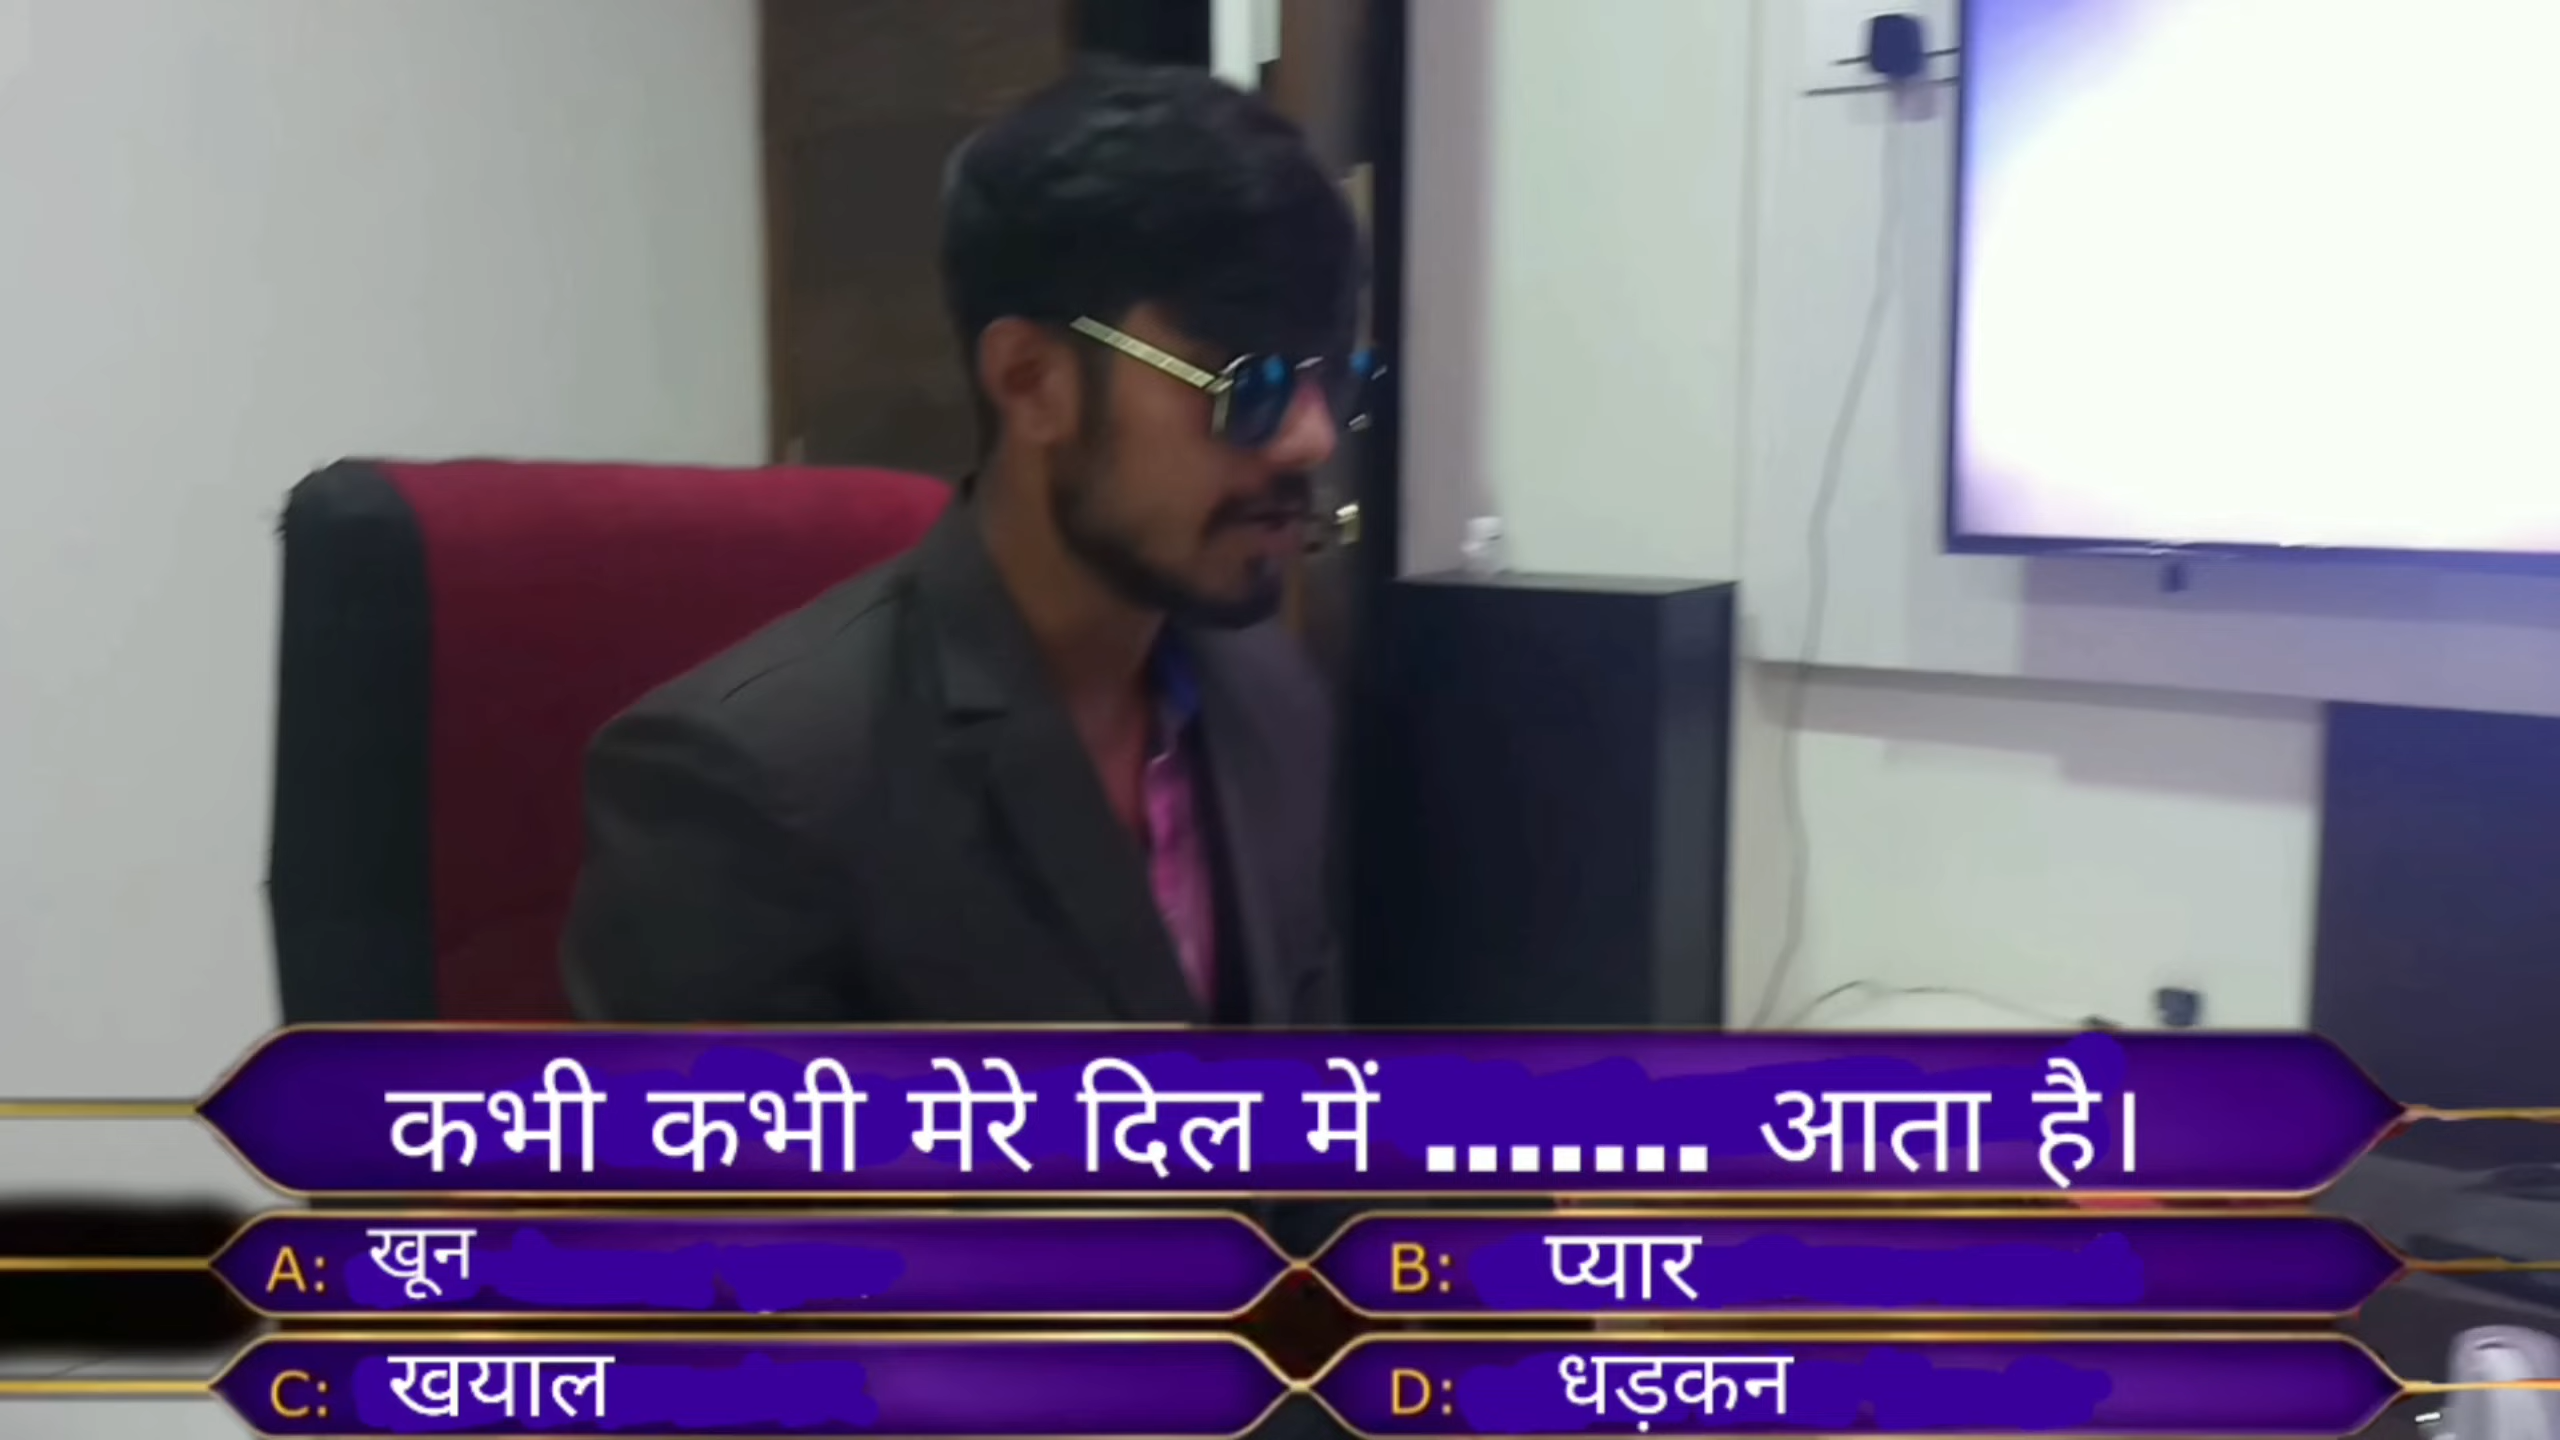 कभी कभी मेरे दिल में ....... आता है।
A: खून
B: प्यार
C: खयाल
D: धड़कन